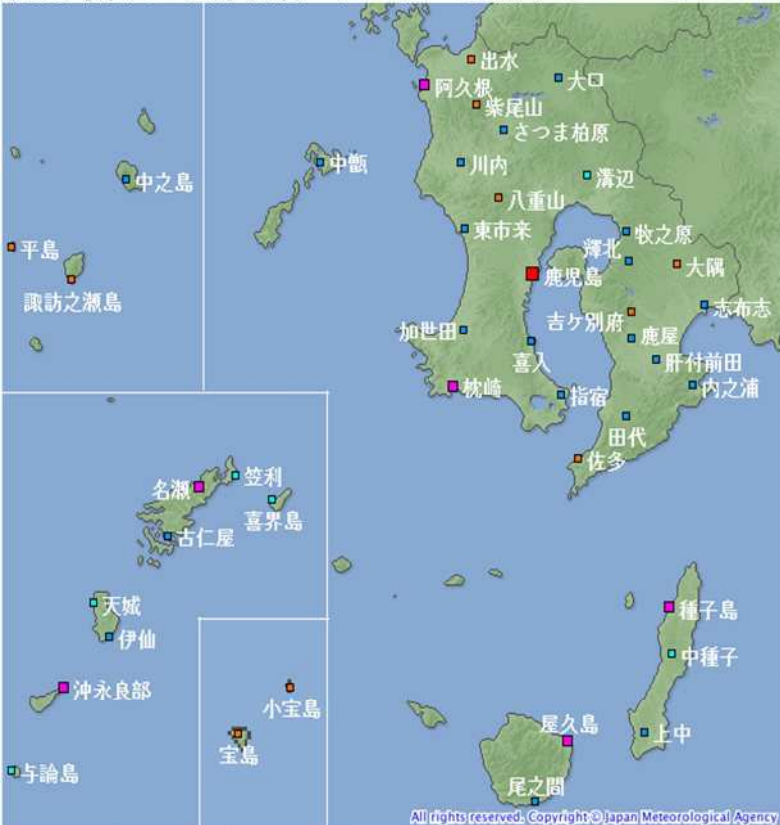 出水
大口
阿久根
柴尾山
さつま柏原
中甑
川内
溝辺
中之島
八重山
東市来
牧之原
平島
輝北
大隅
鹿児島
諏訪之瀬島
吉ケ別府
志布志
加世田
鹿屋
喜入
肝付前田
枕崎
指宿
内之浦
田代
佐多
笠利
名瀬
喜界島
古仁屋
天城
種子島
伊仙
中種子
沖永良部
小宝島
屋久島
上中
宝島
与論島
尾之間
All rights reserved. Copyright © Japan Meteorological Agency